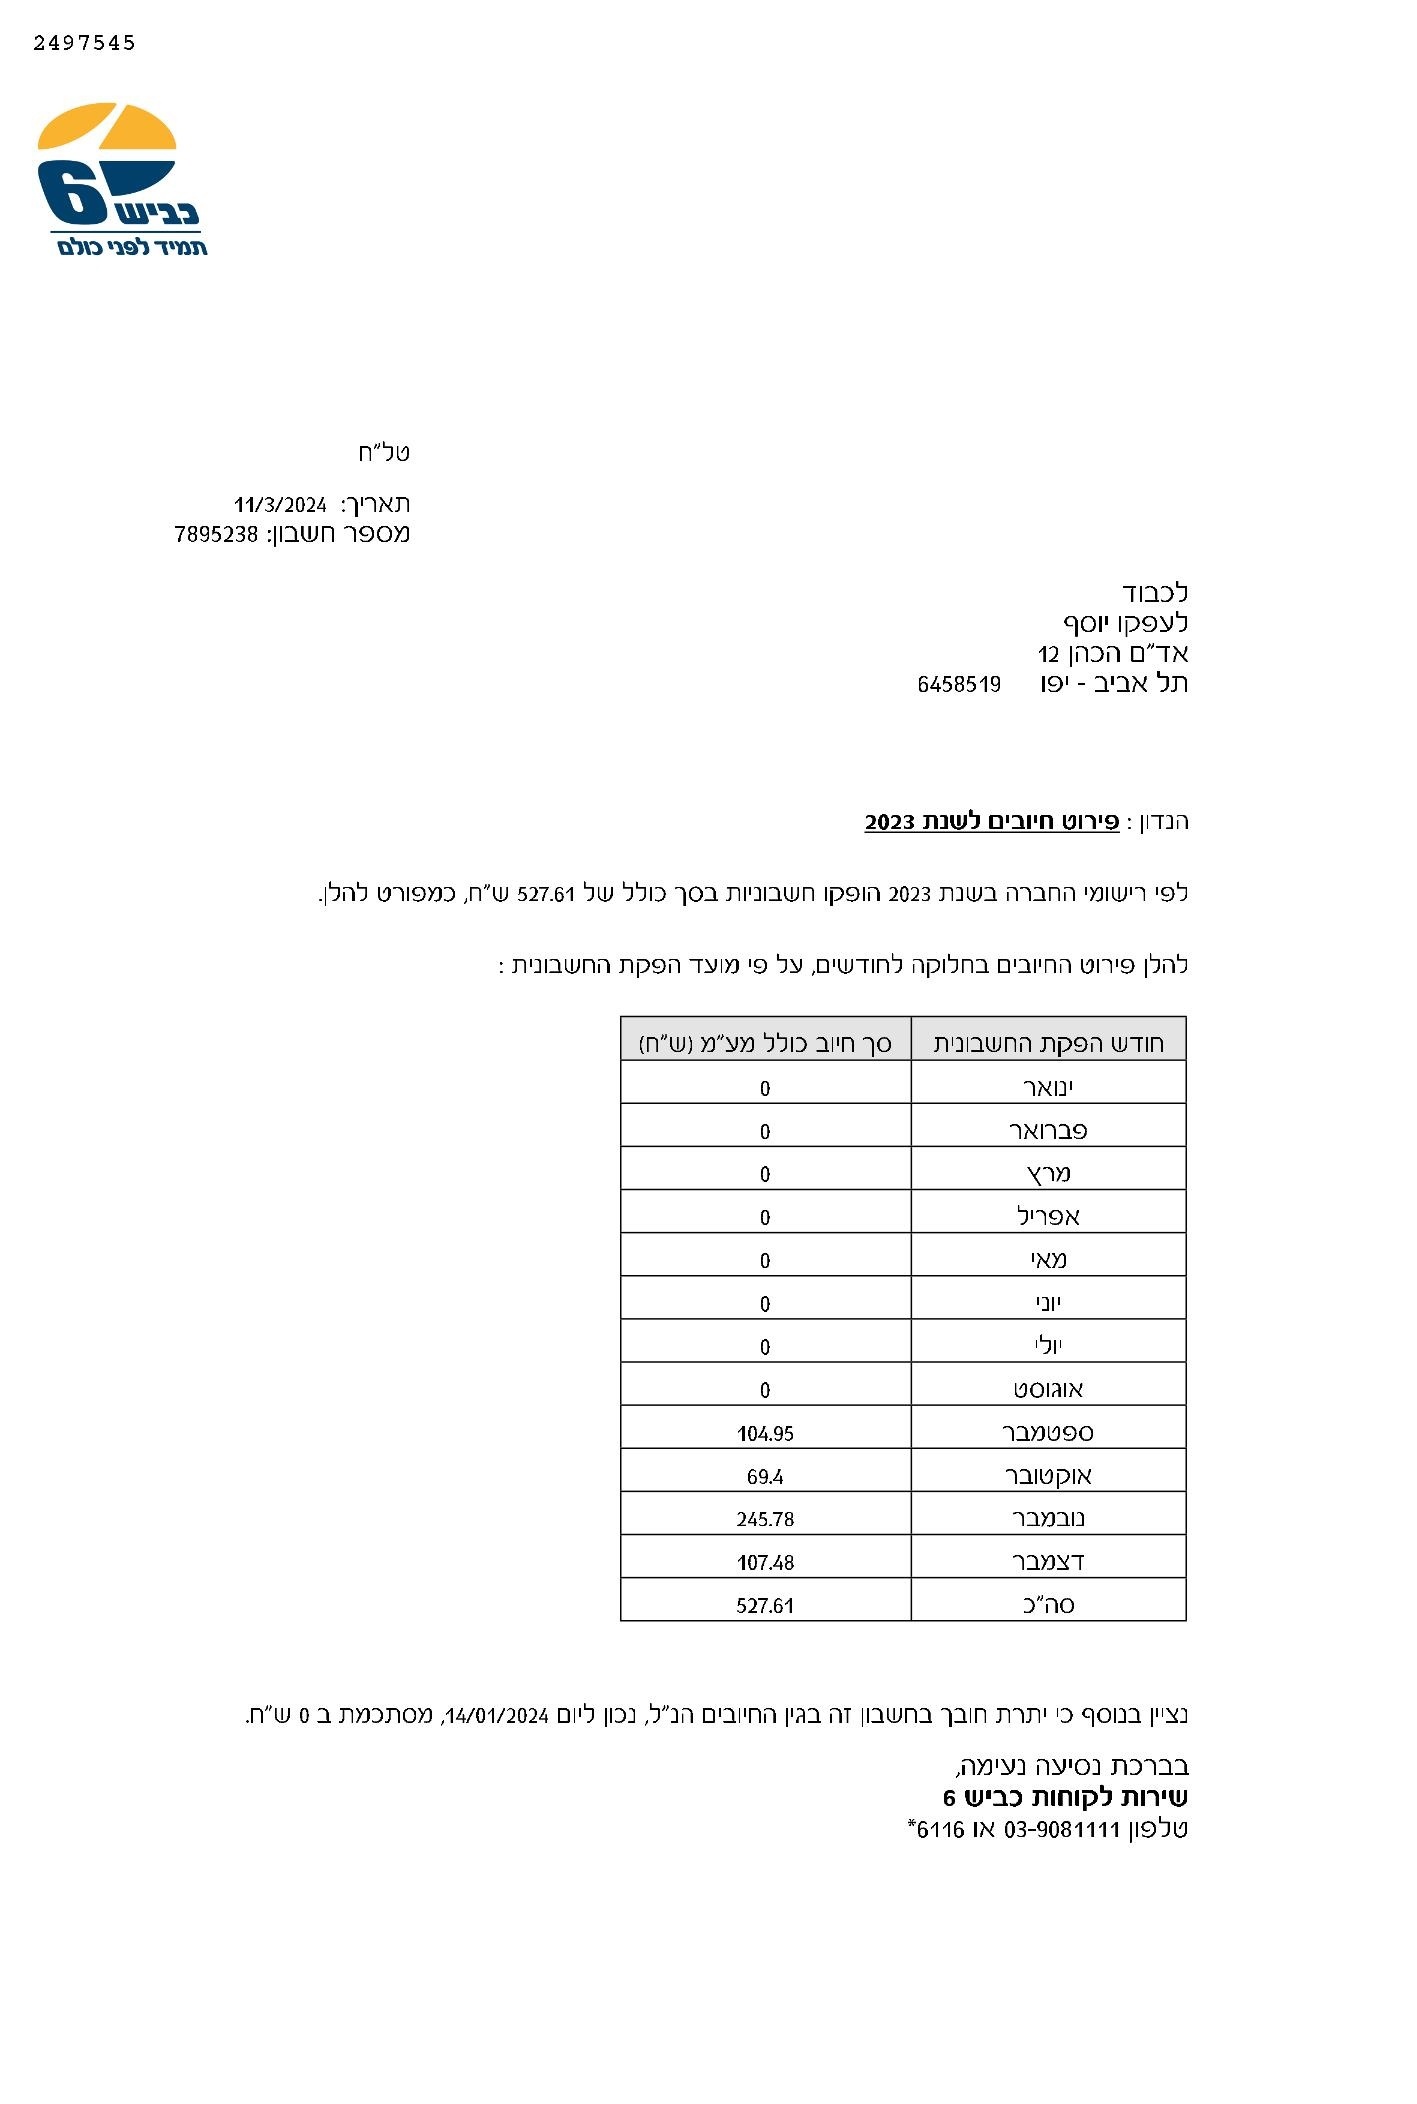 2497545
כביש 6
תמיד לפני כולם
טל"ח
תאריך: 11/3/2024
מספר חשבון: 7895238
לכבוד
לעפקו יוסף
אד"ם הכהן 12
תל אביב - יפו 6458519
הנדון : פירוט חיובים לשנת 2023
לפי רישומי החברה בשנת 2023 הופקו חשבוניות בסך כולל של 527.61 ש"ח, כמפורט להלן.
להלן פירוט החיובים בחלוקה לחודשים, על פי מועד הפקת החשבונית :
חודש הפקת החשבונית סך חיוב כולל מע"מ (ש"ח)
ינואר 0
פברואר 0
מרץ 0
אפריל 0
מאי 0
יוני 0
יולי 0
אוגוסט 0
ספטמבר 104.95
אוקטובר 69.4
נובמבר 245.78
דצמבר 107.48
סה"כ 527.61
נציין בנוסף כי יתרת חובך בחשבון זה בגין החיובים הנ"ל, נכון ליום 14/01/2024, מסתכמת ב 0 ש"ח.
בברכת נסיעה נעימה,
שירות לקוחות כביש 6
טלפון 03-9081111 או 6116*